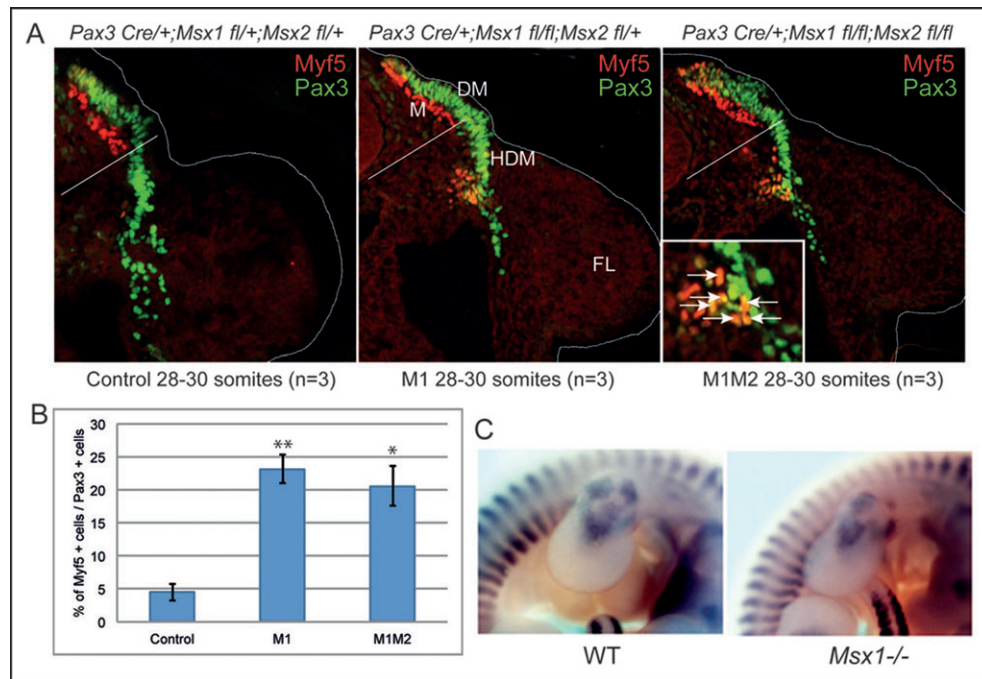 A
Pax3 Cre/+;Msx1 fl/+;Msx2 fl/+
Pax3 Cre/+;Msx1 fl/fl;Msx2 fl/+
Pax3 Cre/+;Msx1 fl/fl;Msx2 fl/fl
Myf5
Pax3
Myf5
Pax3
DM
M
HDM
FL
Myf5
Pax3
Control 28-30 somites (n=3)
M1 28-30 somites (n=3)
M1M2 28-30 somites (n=3)
B
% of Myf5 + cells / Pax3 + cells
30
25
20
15
10
5
0
**
*
Control
M1
M1M2
C
WT
Msx1-/-